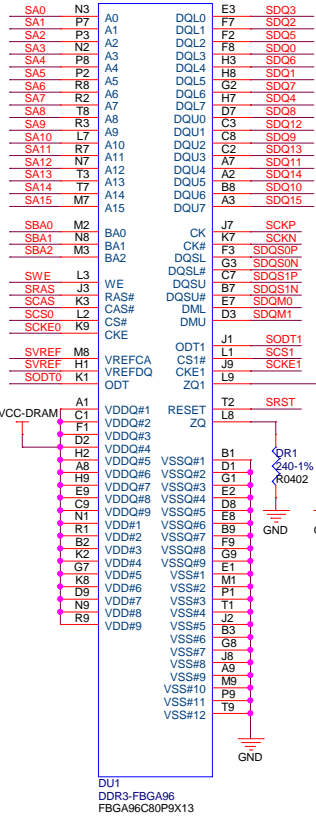 SA0 N3 A0 DQL0 E3 SDQ3
SA1 P7 A1 DQL1 F7 SDQ2
SA2 P3 A2 DQL2 F2 SDQ5
SA3 N2 A3 DQL3 F8 SDQ0
SA4 P8 A4 DQL4 H3 SDQ6
SA5 P2 A5 DQL5 H8 SDQ1
SA6 R8 A6 DQL6 G2 SDQ7
SA7 R2 A7 DQL7 H7 SDQ4
SA8 T8 A8 DQU0 D7 SDQ8
SA9 R3 A9 DQU1 C3 SDQ12
SA10 L7 A10 DQU2 C8 SDQ9
SA11 R7 A11 DQU3 C2 SDQ13
SA12 N7 A12 DQU4 A7 SDQ11
SA13 T3 A13 DQU5 A2 SDQ14
SA14 T7 A14 DQU6 B8 SDQ10
SA15 M7 A15 DQU7 A3 SDQ15
SBA0 M2 BA0 CK J7 SCKP
SBA1 N8 BA1 CK# K7 SCKN
SBA2 M3 BA2 DQSL F3 SDQS0P
DQSL# G3 SDQS0N
SWE L3 WE DQSU C7 SDQS1P
SRAS J3 RAS# DQSU# B7 SDQS1N
SCAS K3 CAS# DML E7 SDQM0
SCS0 L2 CS# DMU D3 SDQM1
SCKE0 K9 CKE
ODT1 J1 SODT1
SVREF M8 VREFCA CS1# L1 SCS1
SVREF H1 VREFDQ CKE1 J9 SCKE1
SODT0 K1 ODT ZQ1 L9
VCC-DRAM A1 VDDQ#1 RESET T2 SRST
C1 VDDQ#2 ZQ L8
F1 VDDQ#3
D2 VDDQ#4
H2 VDDQ#5 VSSQ#1 B1 DR1
A8 VDDQ#6 VSSQ#2 D1 240-1%
H9 VDDQ#7 VSSQ#3 G1 R0402
E9 VDDQ#8 VSSQ#4 E2
C9 VDDQ#9 VSSQ#5 D8
N1 VDD#1 VSSQ#6 E8
R1 VDD#2 VSSQ#7 B9 GND
B2 VDD#3 VSSQ#8 F9
K2 VDD#4 VSSQ#9 G9
G7 VDD#5 VSS#1 E1
K8 VDD#6 VSS#2 M1
D9 VDD#7 VSS#3 P1
N9 VDD#8 VSS#4 T1
R9 VDD#9 VSS#5 J2
VSS#6 B3
VSS#7 G8
VSS#8 J8
VSS#9 A9
VSS#10 M9
VSS#11 P9
VSS#12 T9
GND
DU1
DDR3-FBGA96
FBGA96C80P9X13